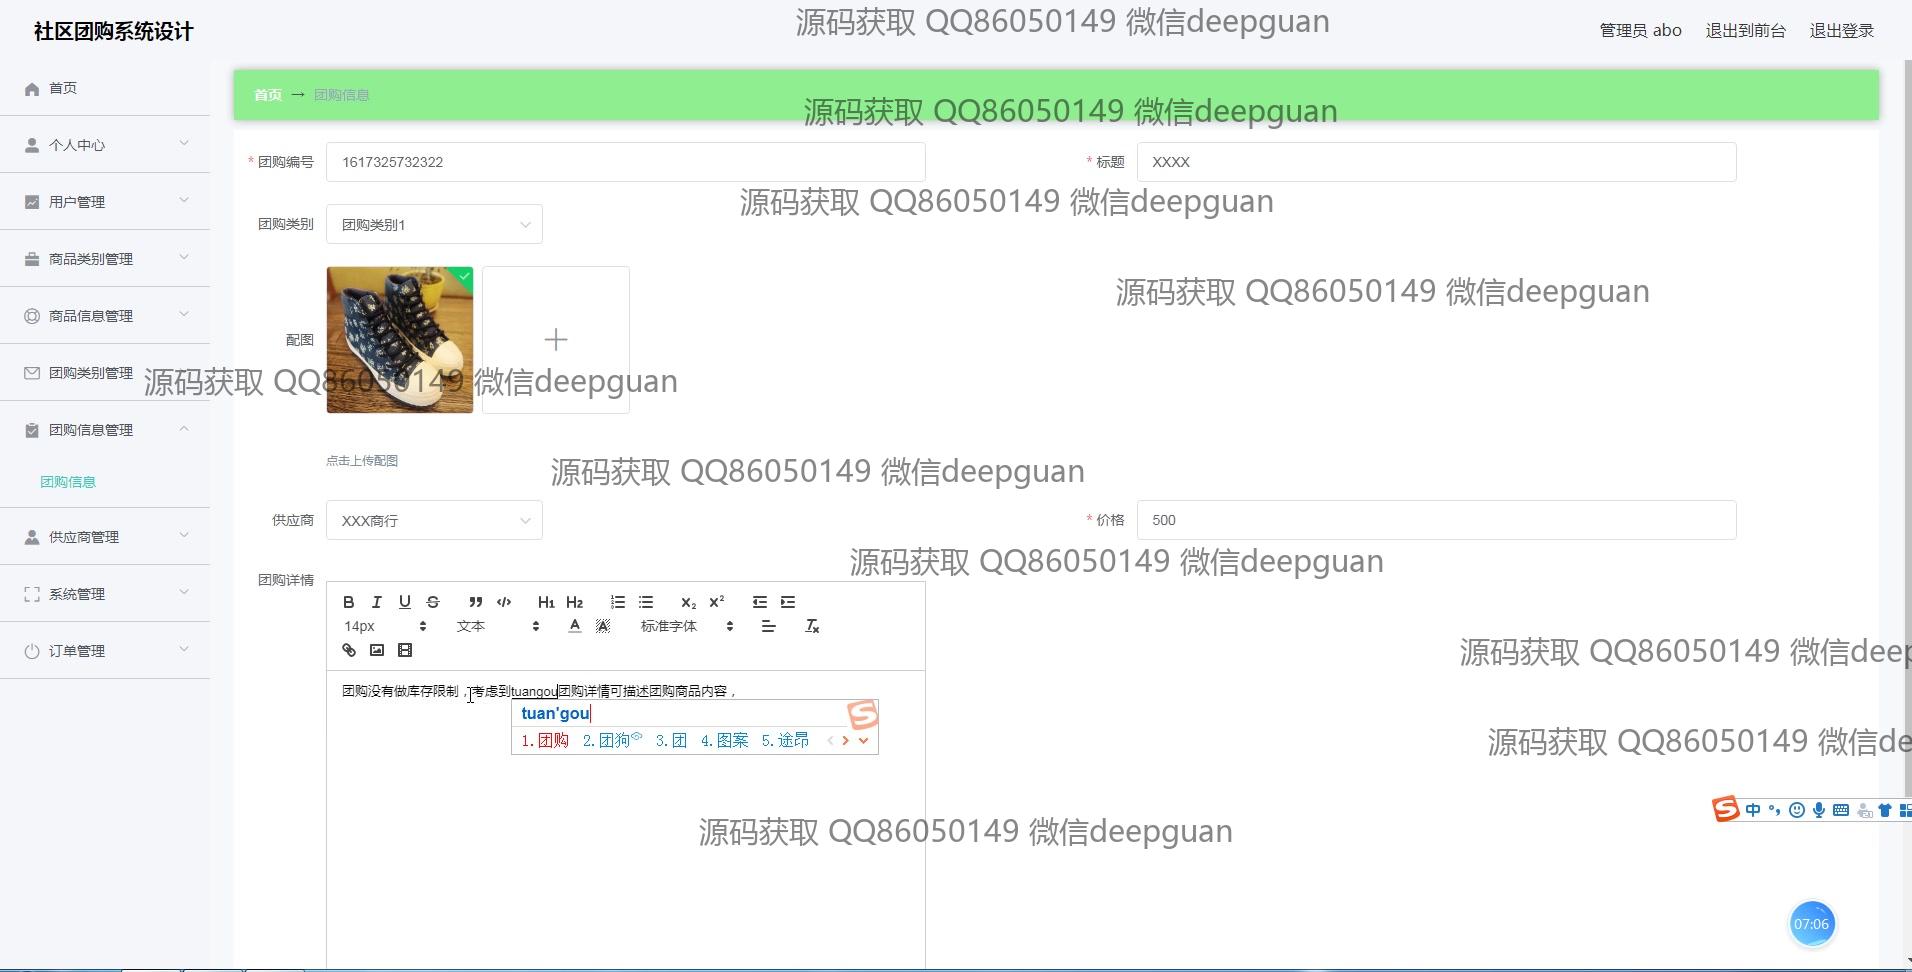 社区团购系统设计
源码获取 QQ86050149 微信deepguan
管理员 abo 退出到前台 退出登录
首页
个人中心
用户管理
商品类别管理
商品信息管理
团购类别管理
团购信息管理
团购信息
供应商管理
系统管理
订单管理
首页 → 团购信息
源码获取 QQ86050149 微信deepguan
* 团购编号 1617325732322
* 标题 XXXX
源码获取 QQ86050149 微信deepguan
团购类别 团购类别1
源码获取 QQ86050149 微信deepguan
配图
源码获取 QQ86050149 微信deepguan
点击上传配图
源码获取 QQ86050149 微信deepguan
供应商 XXX商行
* 价格 500
源码获取 QQ86050149 微信deepguan
团购详情
B I U S H1 H2 X2 X2
14px 文本 A A 标准字体 Tx
源码获取 QQ86050149 微信deep
团购没有做库存限制，考虑到tuangou团购详情可描述团购商品内容，
tuan'gou
1.团购 2.团狗 3.团 4.图案 5.途昂
源码获取 QQ86050149 微信de
S 中
源码获取 QQ86050149 微信deepguan
07:06